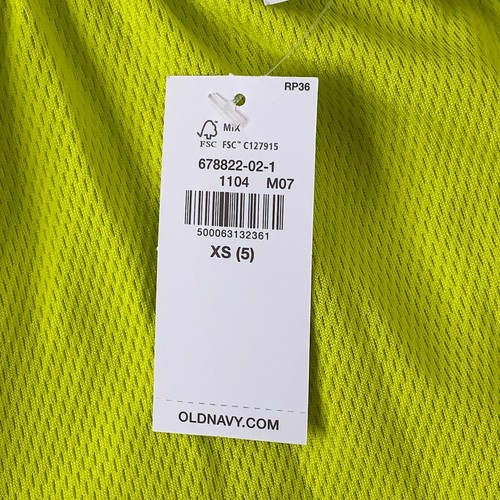 RP36
MIX
FSC FSC™ C127915
678822-02-1
1104 M07
500063132361
XS (5)
OLDNAVY.COM